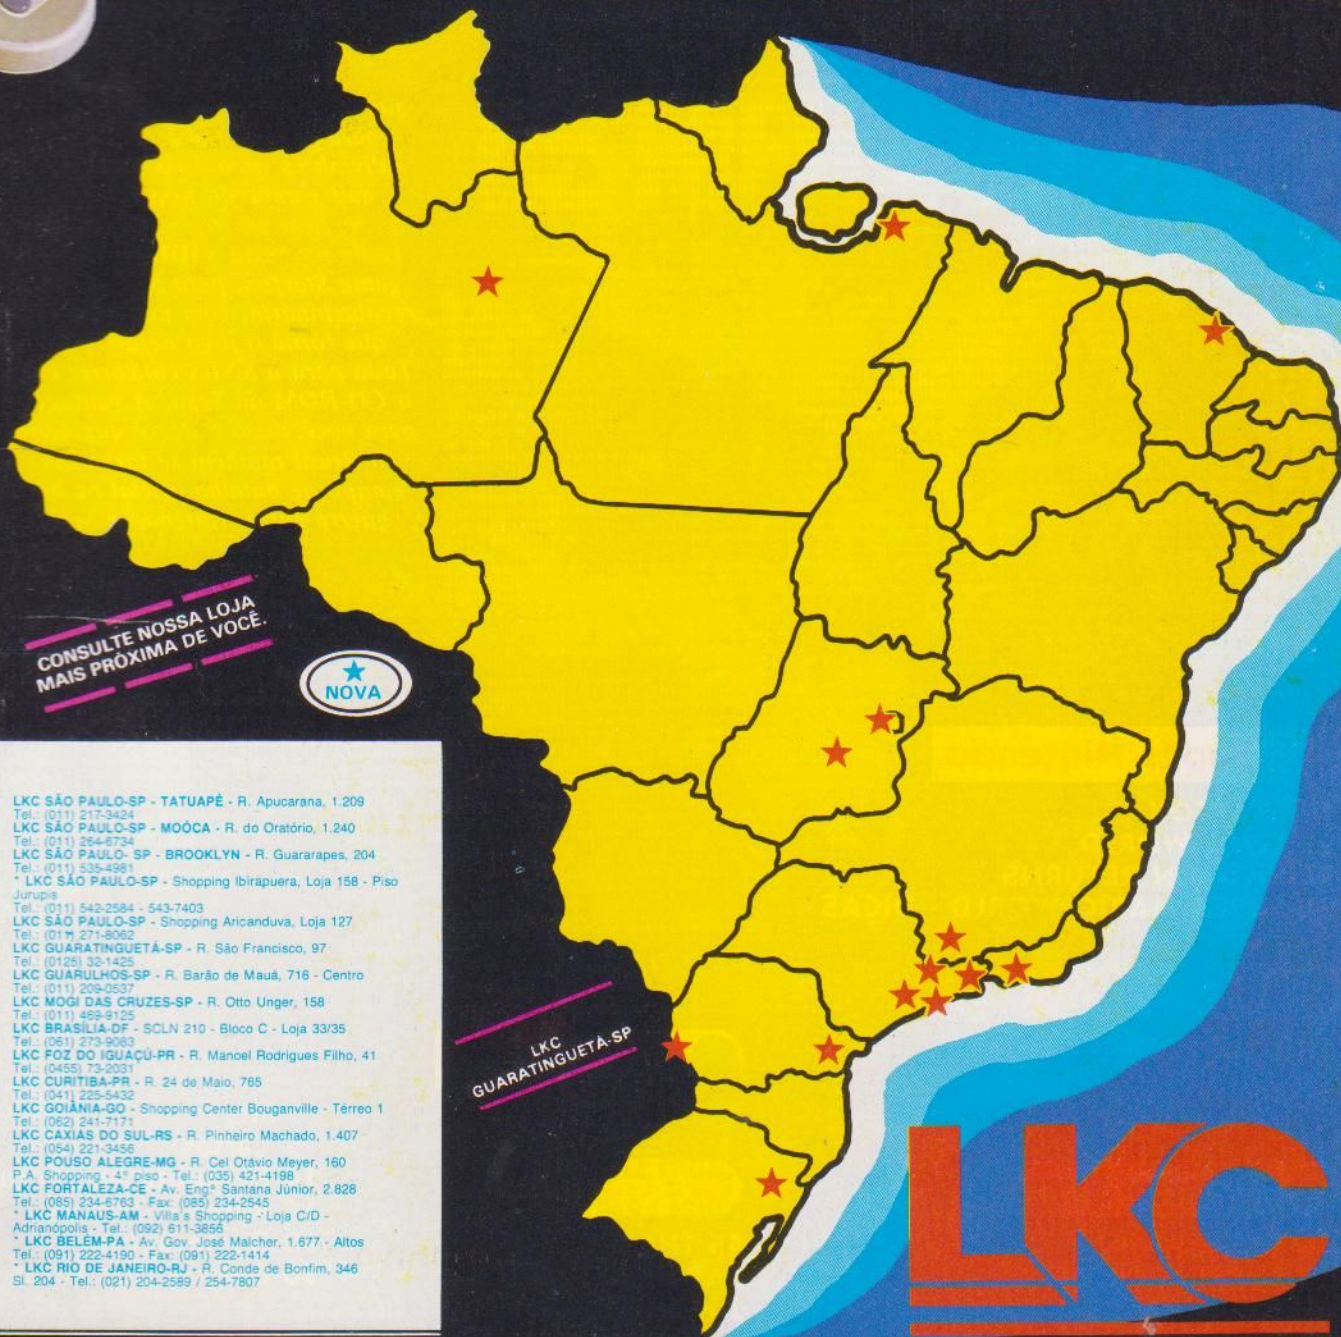 CONSULTE NOSSA LOJA
MAIS PRÓXIMA DE VOCÊ.
NOVA
LKC SÃO PAULO-SP - TATUAPÉ - R. Apucarana, 1.209
Tel.: (011) 217-3424
LKC SÃO PAULO-SP - MOÓCA - R. do Oratório, 1.240
Tel.: (011) 264-6734
LKC SÃO PAULO- SP - BROOKLYN - R. Guararapes, 204
Tel.: (011) 535-4981
* LKC SÃO PAULO-SP - Shopping Ibirapuera, Loja 158 - Piso
Jurupis
Tel.: (011) 542-2584 - 543-7403
LKC SÃO PAULO-SP - Shopping Aricanduva, Loja 127
Tel.: (011) 271-8062
LKC GUARATINGUETÁ-SP - R. São Francisco, 97
Tel.: (0125) 32-1425
LKC GUARULHOS-SP - R. Barão de Mauá, 716 - Centro
Tel.: (011) 209-0537
LKC MOGI DAS CRUZES-SP - R. Otto Unger, 158
Tel.: (011) 469-9125
LKC BRASÍLIA-DF - SCLN 210 - Bloco C - Loja 33/35
Tel.: (061) 273-9083
LKC FOZ DO IGUAÇÚ-PR - R. Manoel Rodrigues Filho, 41
Tel.: (0455) 73-2031
LKC CURITIBA-PR - R. 24 de Maio, 765
Tel.: (041) 225-5432
LKC GOIÂNIA-GO - Shopping Center Bouganville - Térreo 1
Tel.: (062) 241-7171
LKC CAXIAS DO SUL-RS - R. Pinheiro Machado, 1.407
Tel.: (054) 221-3456
LKC POUSO ALEGRE-MG - R. Cel Otávio Meyer, 160
P.A. Shopping - 4º piso - Tel.: (035) 421-4198
LKC FORTALEZA-CE - Av. Engº Santana Júnior, 2.828
Tel.: (085) 234-6763 - Fax: (085) 234-2545
* LKC MANAUS-AM - Villa's Shopping - Loja C/D -
Adrianópolis - Tel.: (092) 611-3856
* LKC BELÉM-PA - Av. Gov. José Malcher, 1.677 - Altos
Tel.: (091) 222-4190 - Fax: (091) 222-1414
* LKC RIO DE JANEIRO-RJ - R. Conde de Bonfim, 346
Sl. 204 - Tel.: (021) 204-2589 / 254-7807
LKC
GUARATINGUETÁ-SP
LKC